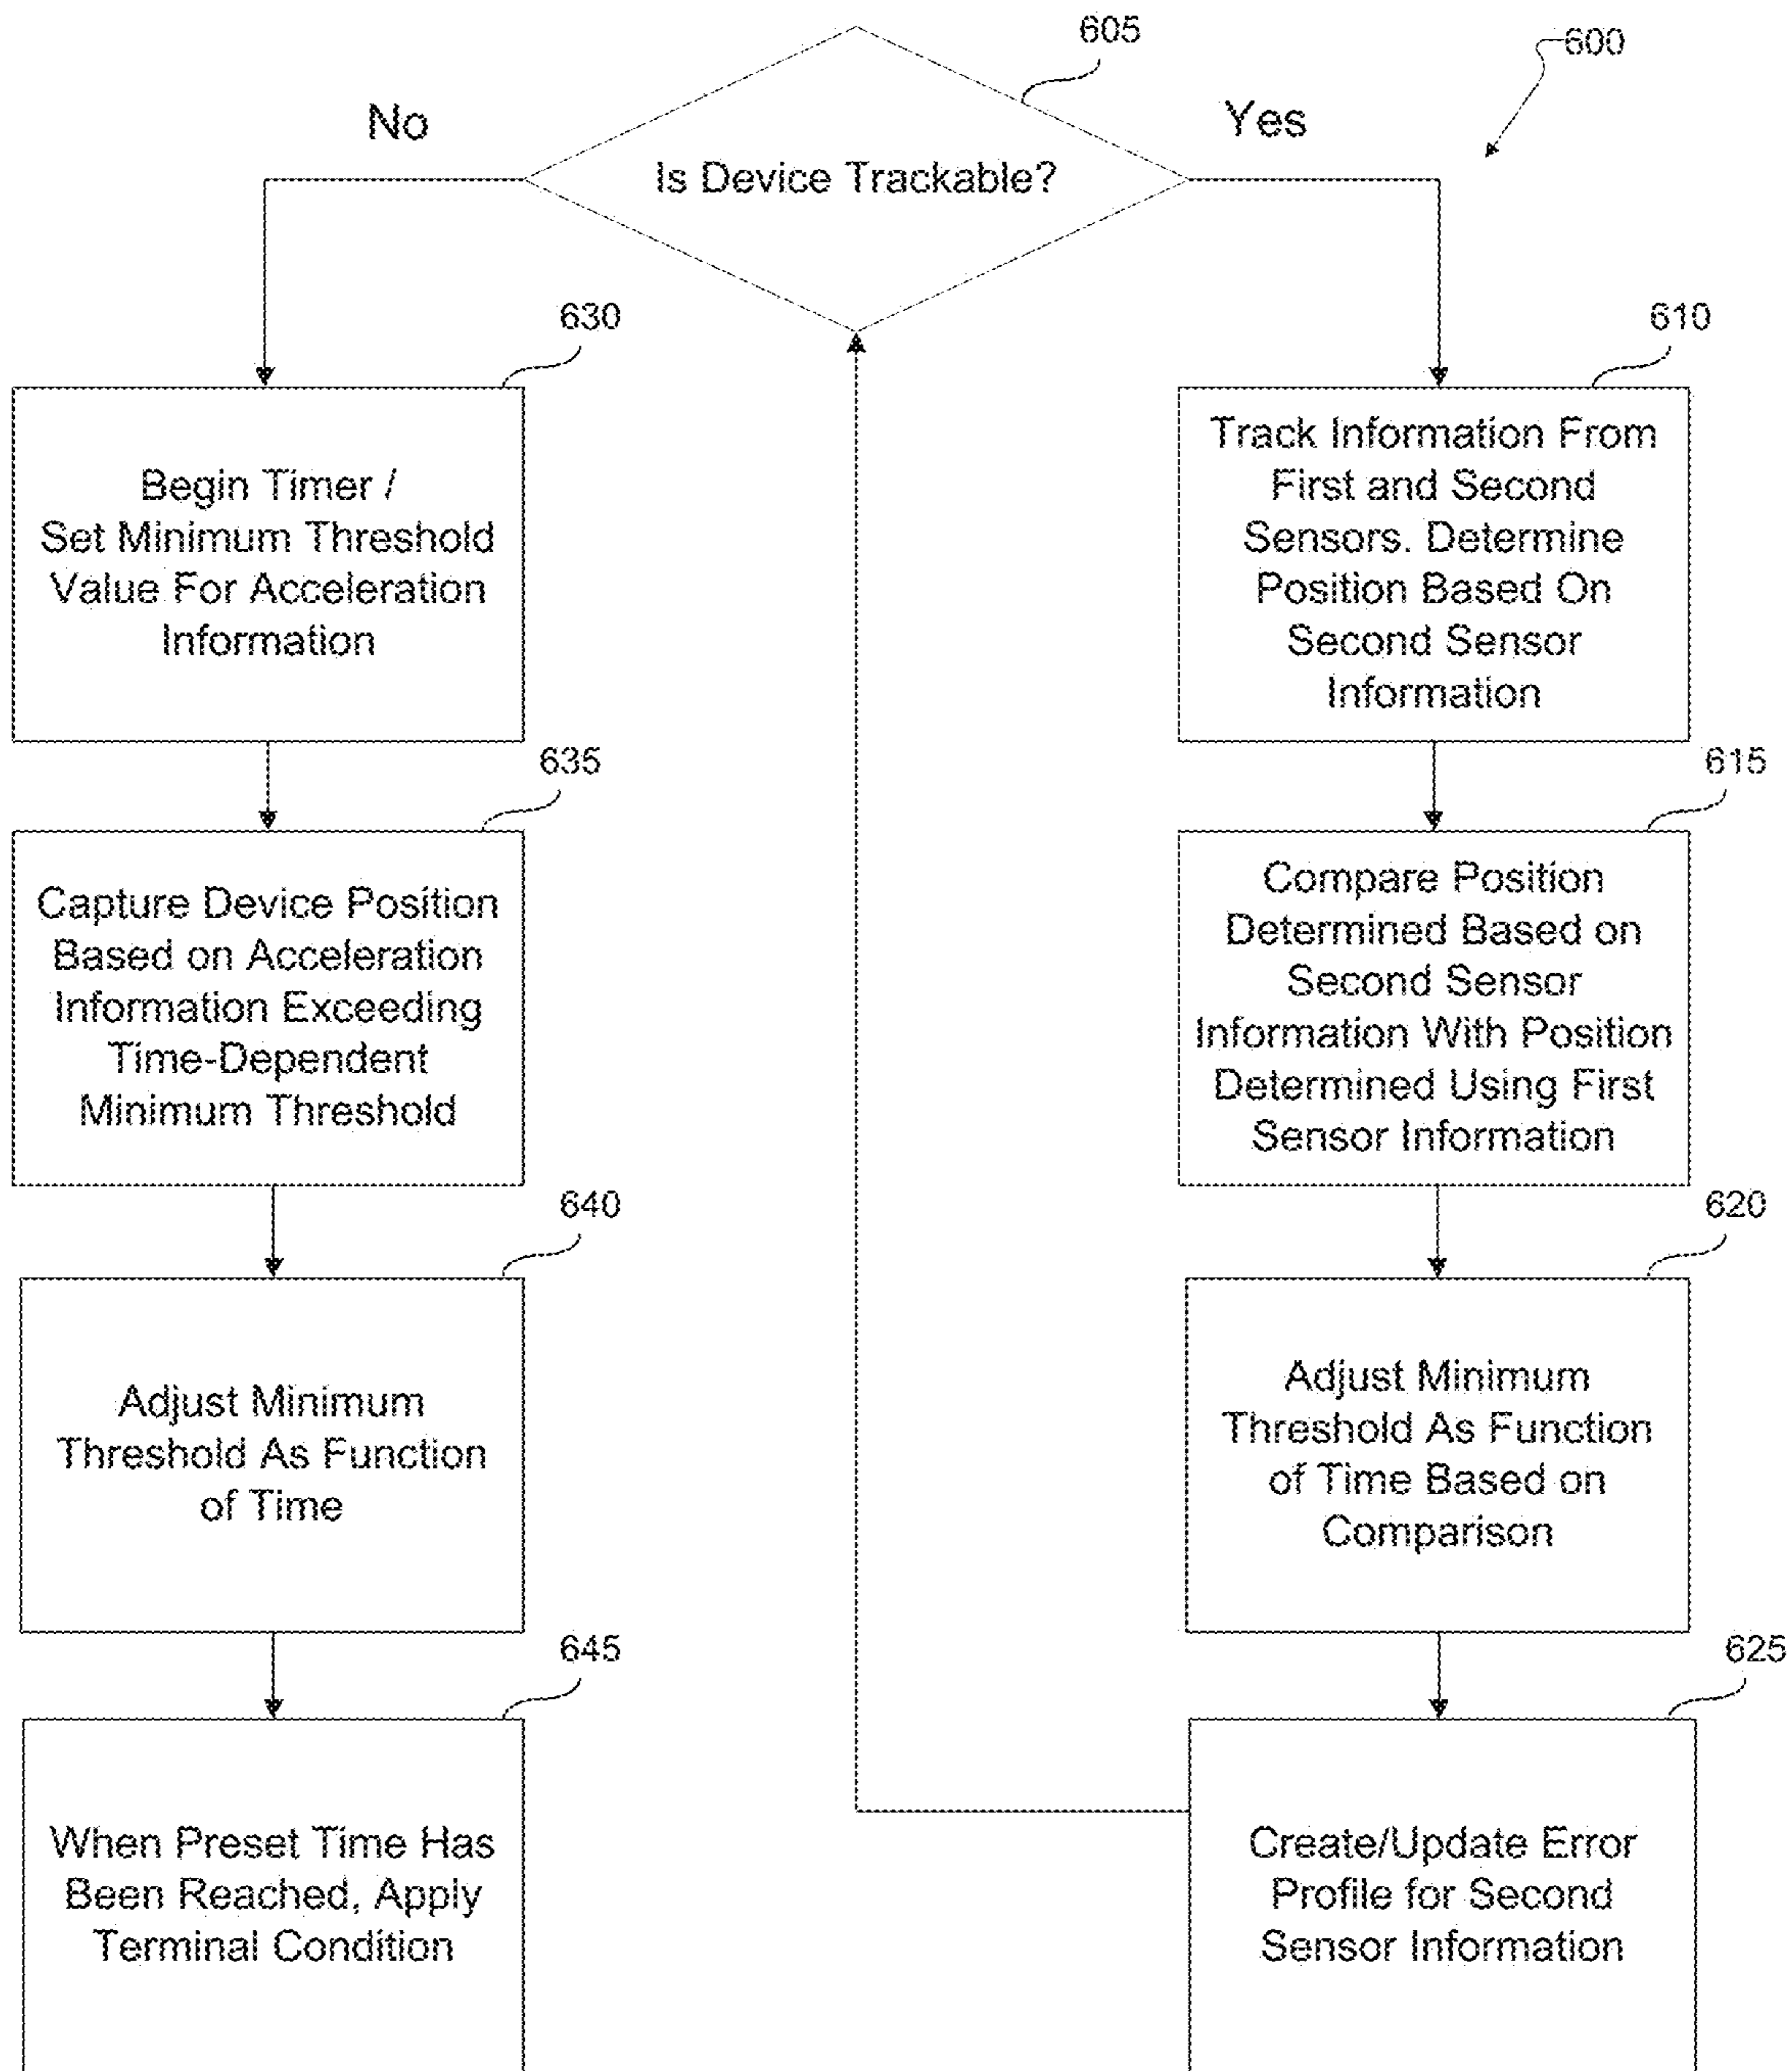 605
600
No
Yes
Is Device Trackable?
630
Begin Timer /
Set Minimum Threshold
Value For Acceleration
Information
635
Capture Device Position
Based on Acceleration
Information Exceeding
Time-Dependent
Minimum Threshold
640
Adjust Minimum
Threshold As Function
of Time
645
When Preset Time Has
Been Reached, Apply
Terminal Condition
610
Track Information From
First and Second
Sensors. Determine
Position Based On
Second Sensor
Information
615
Compare Position
Determined Based on
Second Sensor
Information With Position
Determined Using First
Sensor Information
620
Adjust Minimum
Threshold As Function
of Time Based on
Comparison
625
Create/Update Error
Profile for Second
Sensor Information